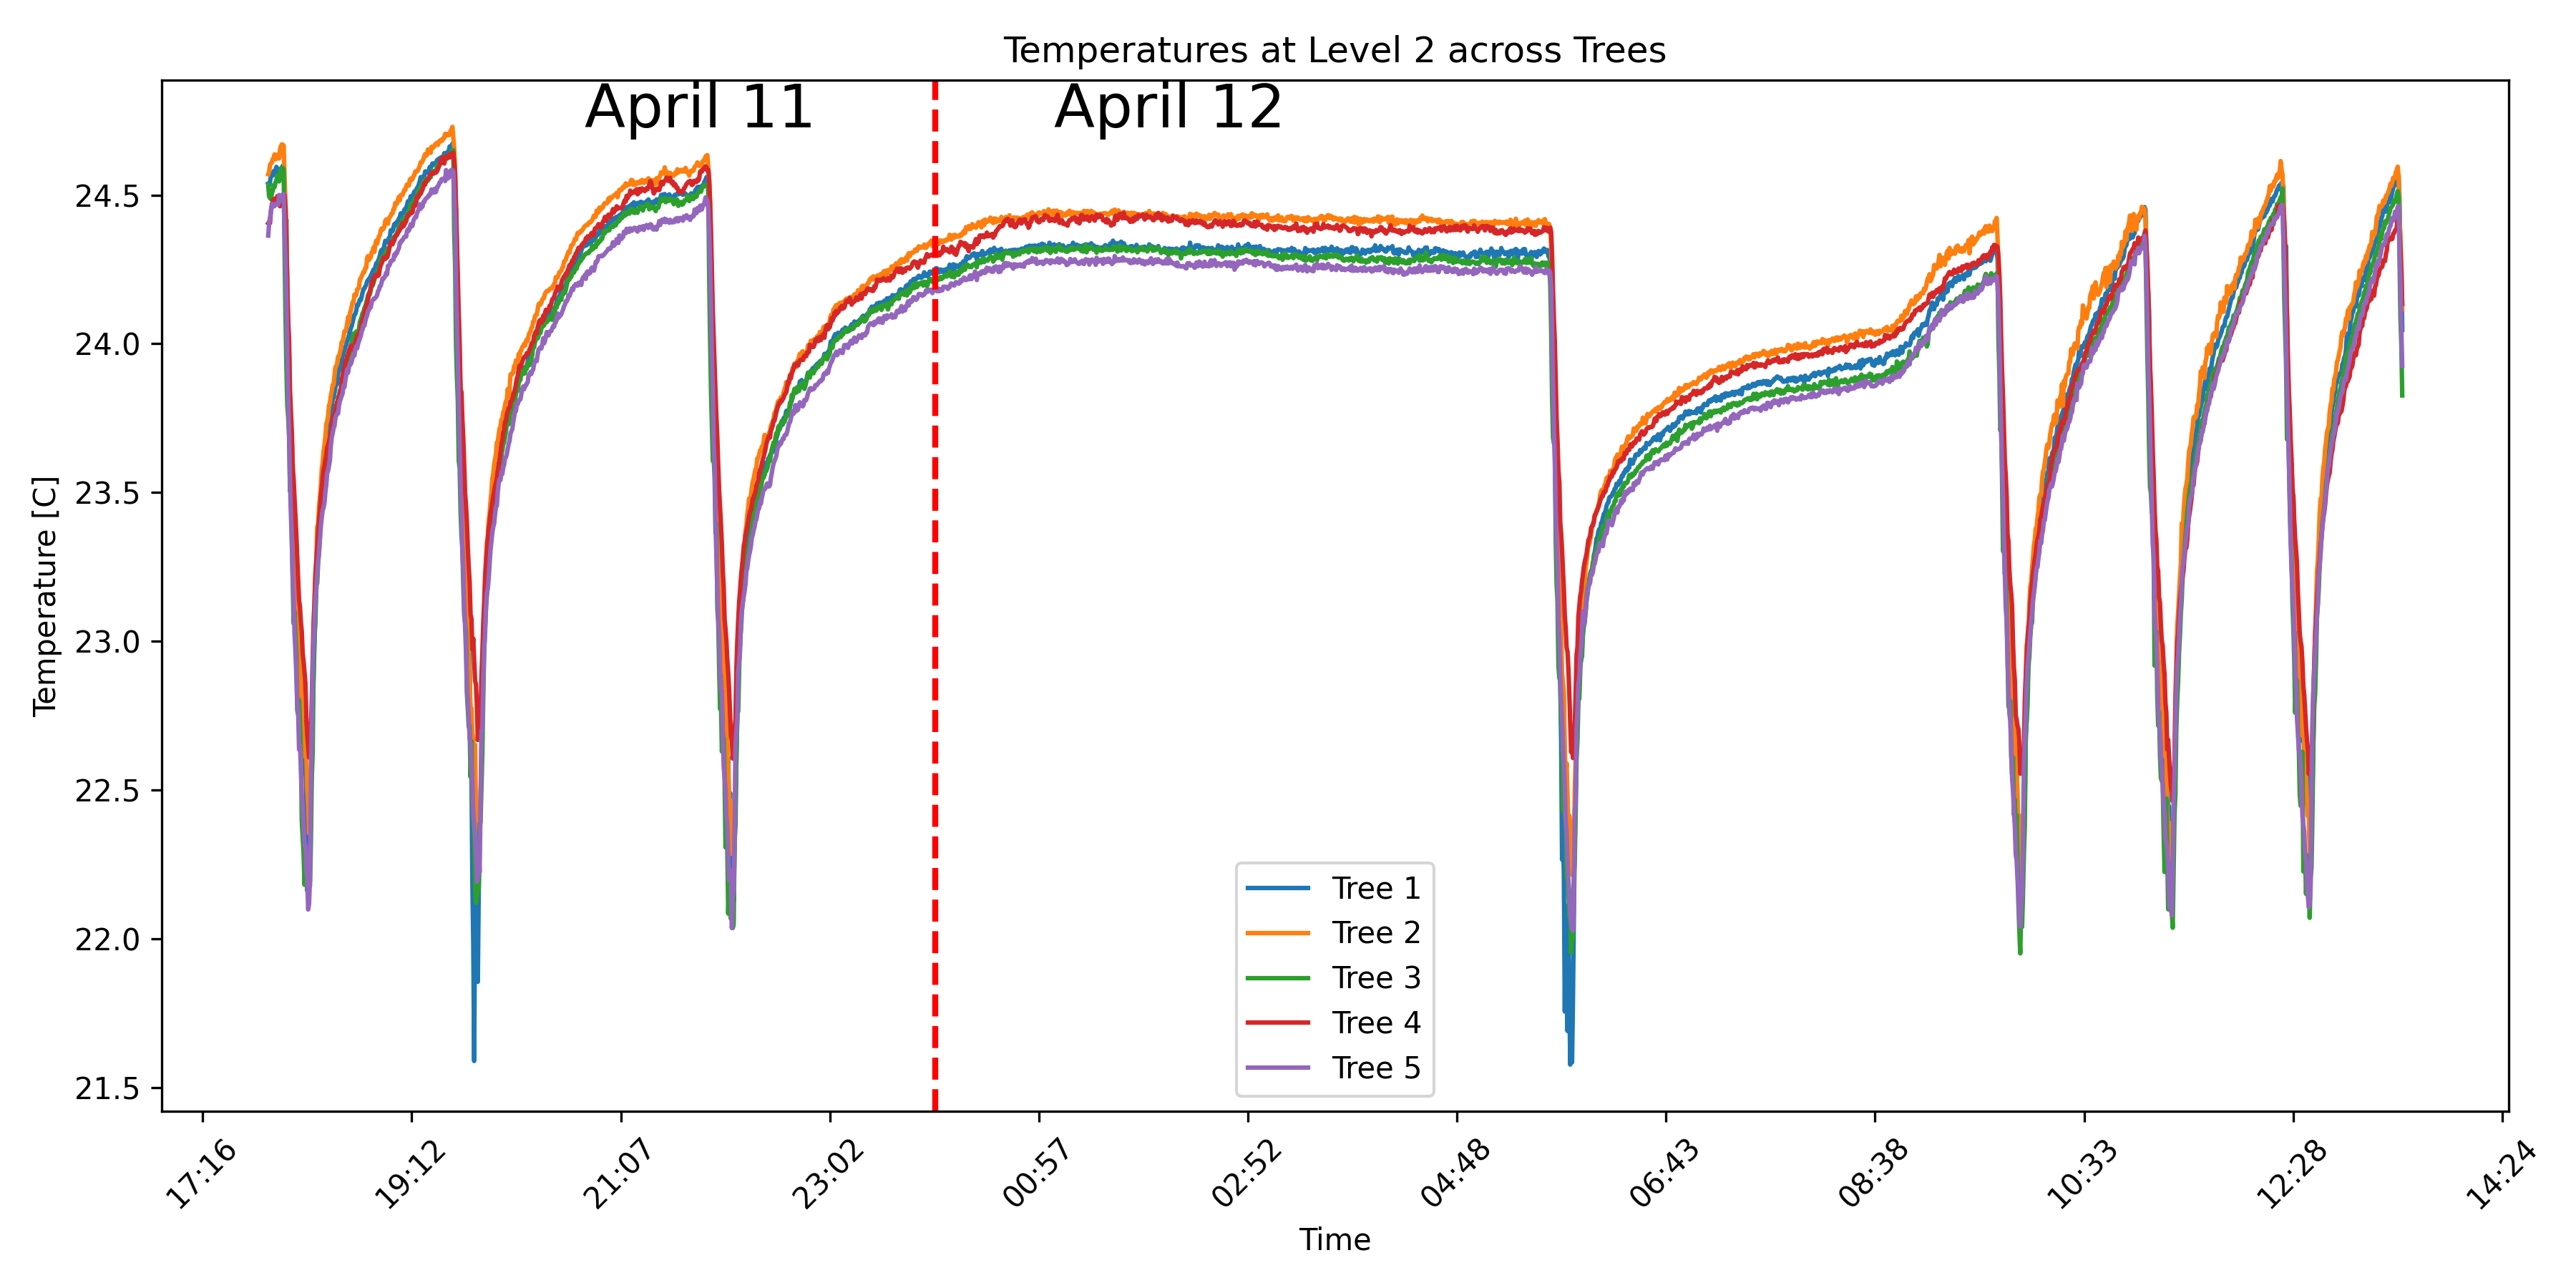 Temperatures at Level 2 across Trees
April 11 April 12
Temperature [C]
24.5
24.0
23.5
23.0
22.5
22.0
21.5
Tree 1
Tree 2
Tree 3
Tree 4
Tree 5
17:16 19:12 21:07 23:02 00:57 02:52 04:48 06:43 08:38 10:33 12:28 14:24
Time